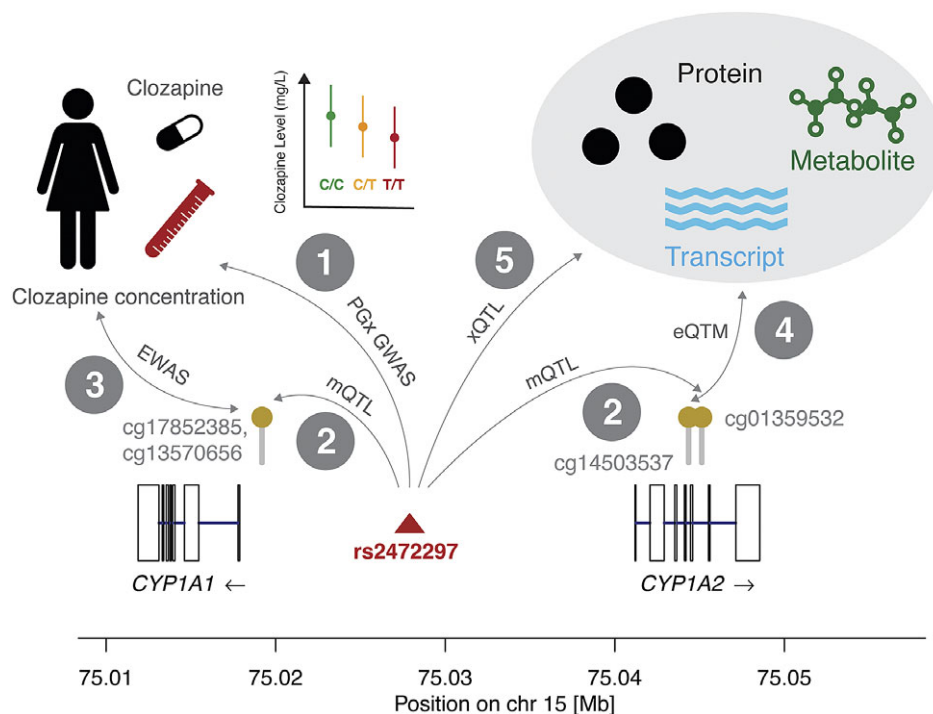 Clozapine
Clozapine Level (mg/L)
C/C C/T T/T
Protein
Metabolite
Transcript
Clozapine concentration
1
5
PGx GWAS
xQTL
eQTM
4
EWAS
3
mQTL
2
mQTL
2
cg17852385,
cg13570656
cg01359532
cg14503537
rs2472297
CYP1A1 ←
CYP1A2 →
75.01 75.02 75.03 75.04 75.05
Position on chr 15 [Mb]